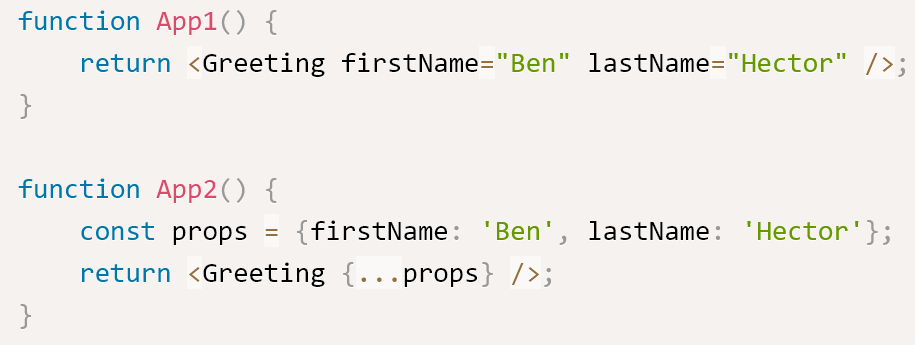 function App1() {
    return <Greeting firstName="Ben" lastName="Hector" />;
}

function App2() {
    const props = {firstName: 'Ben', lastName: 'Hector'};
    return <Greeting {...props} />;
}